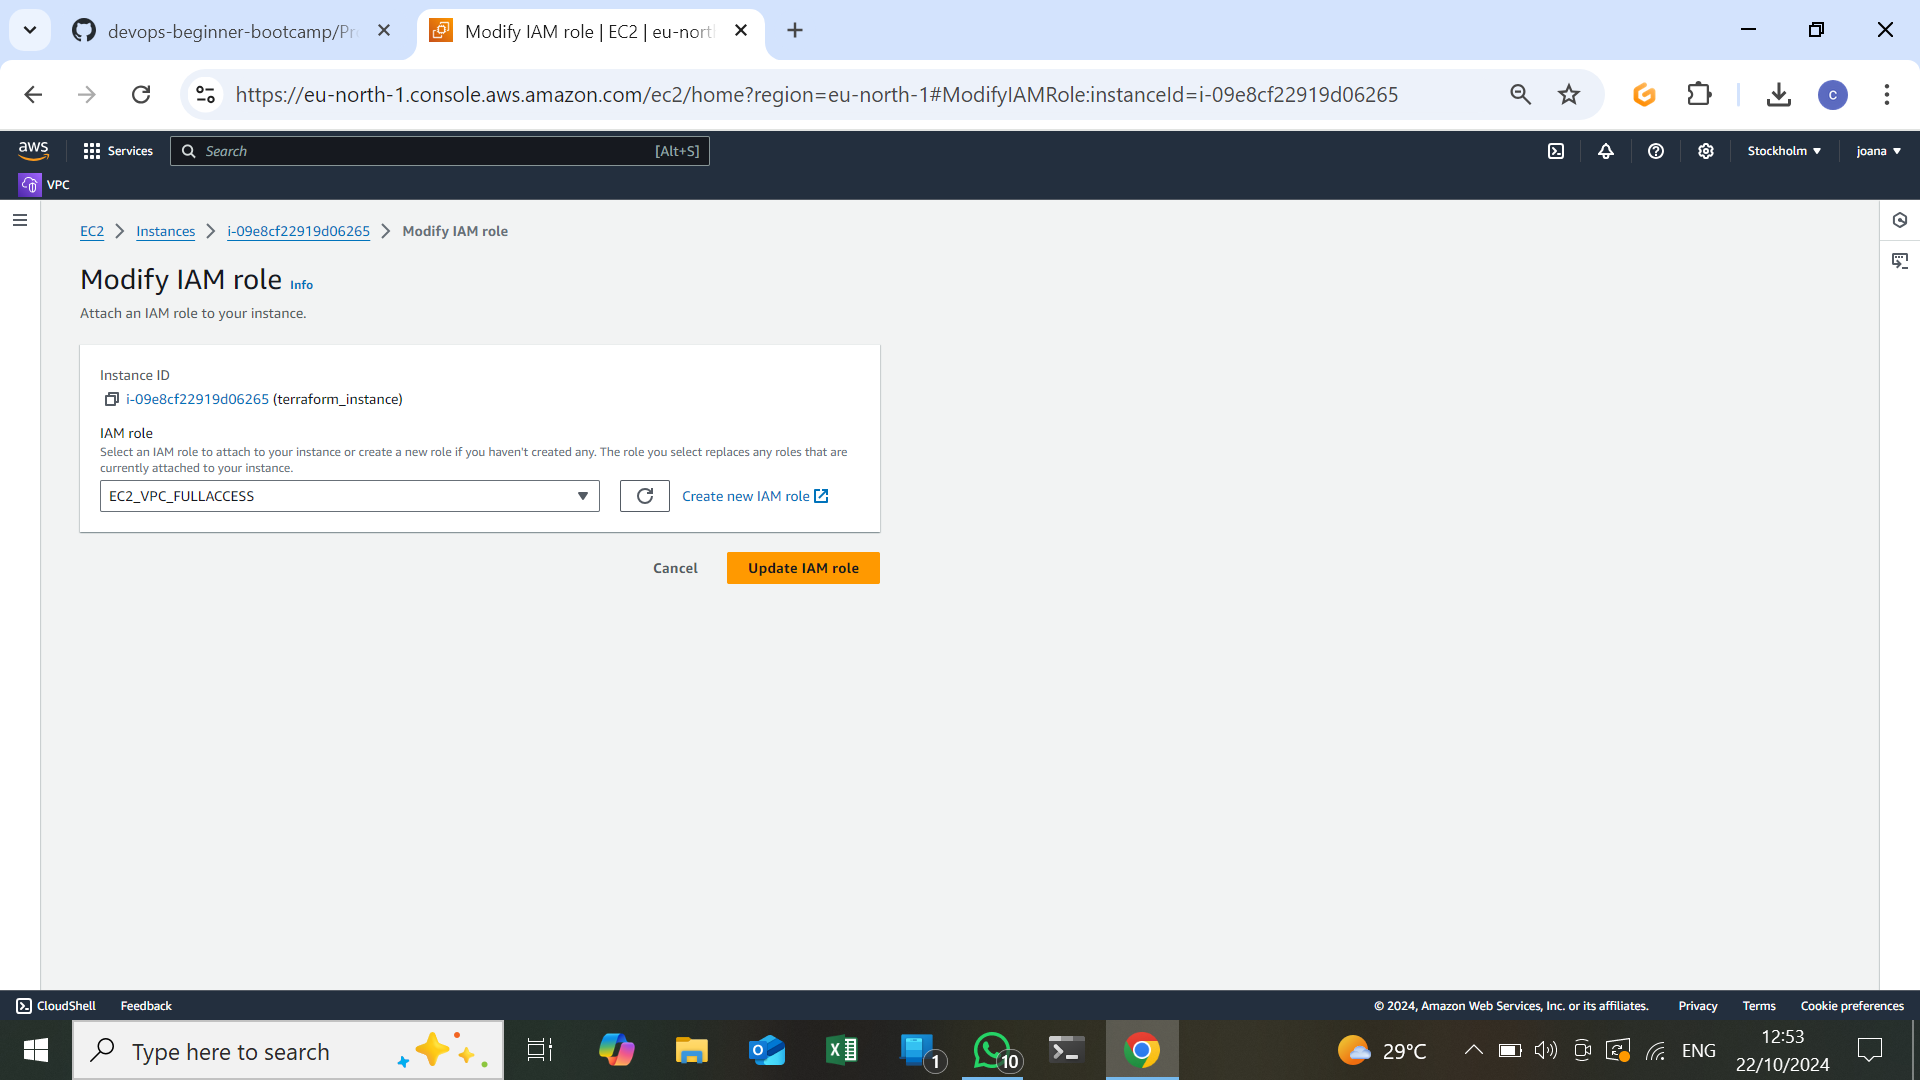 devops-beginner-bootcamp/Pr
Modify IAM role | EC2 | eu-nort
https://eu-north-1.console.aws.amazon.com/ec2/home?region=eu-north-1#ModifyIAMRole:instanceId=i-09e8cf22919d06265
C
aws
Services
Search
[Alt+S]
Stockholm
joana
VPC
EC2
Instances
i-09e8cf22919d06265
Modify IAM role
Modify IAM role Info
Attach an IAM role to your instance.
Instance ID
i-09e8cf22919d06265 (terraform_instance)
IAM role
Select an IAM role to attach to your instance or create a new role if you haven't created any. The role you select replaces any roles that are
currently attached to your instance.
EC2_VPC_FULLACCESS
Create new IAM role
Cancel
Update IAM role
CloudShell
Feedback
© 2024, Amazon Web Services, Inc. or its affiliates.
Privacy
Terms
Cookie preferences
Type here to search
1
10
29°C
ENG
12:53
22/10/2024